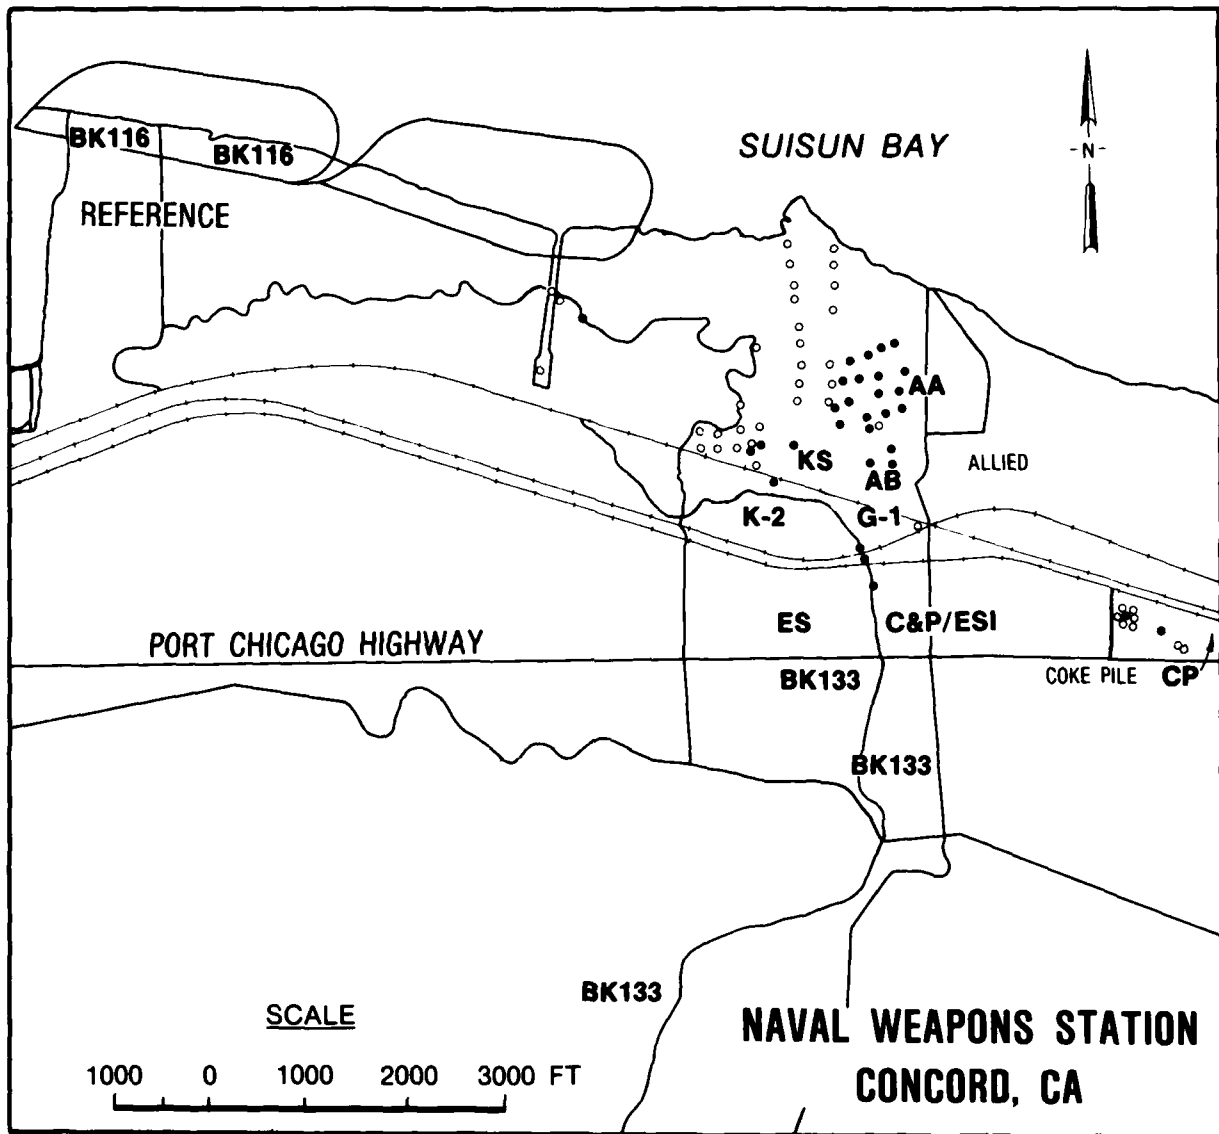 BK116
BK116
SUISUN BAY
-N-
REFERENCE
AA
KS
ALLIED
AB
K-2
G-1
ES
C&P/ESI
PORT CHICAGO HIGHWAY
BK133
COKE PILE
CP
BK133
BK133
SCALE
NAVAL WEAPONS STATION
CONCORD, CA
1000 0 1000 2000 3000 FT